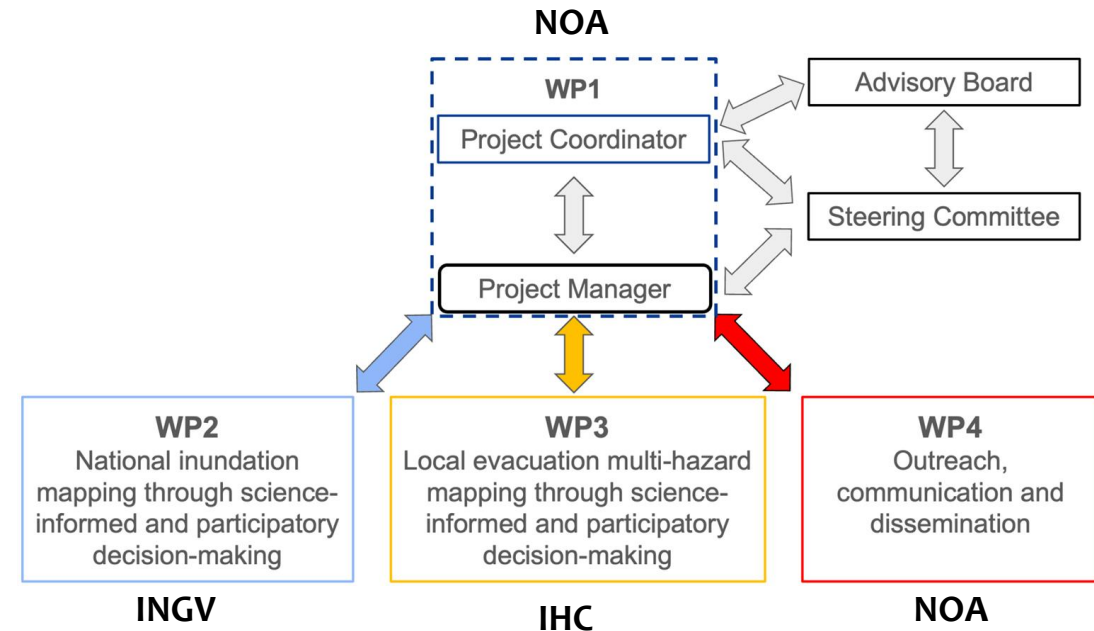 NOA
WP1
Project Coordinator
Project Manager
Advisory Board
Steering Committee
WP2
National inundation
mapping through science-
informed and participatory
decision-making
INGV
WP3
Local evacuation multi-hazard
mapping through science-
informed and participatory
decision-making
IHC
WP4
Outreach,
communication and
dissemination
NOA